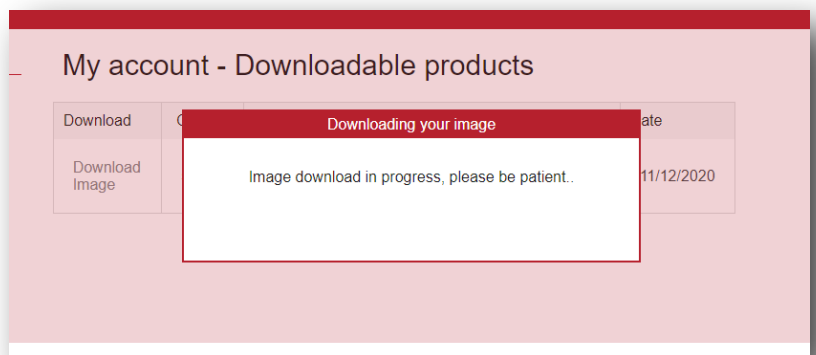 My account - Downloadable products
Download
Downloading your image
Download
Image
Image download in progress, please be patient..
11/12/2020